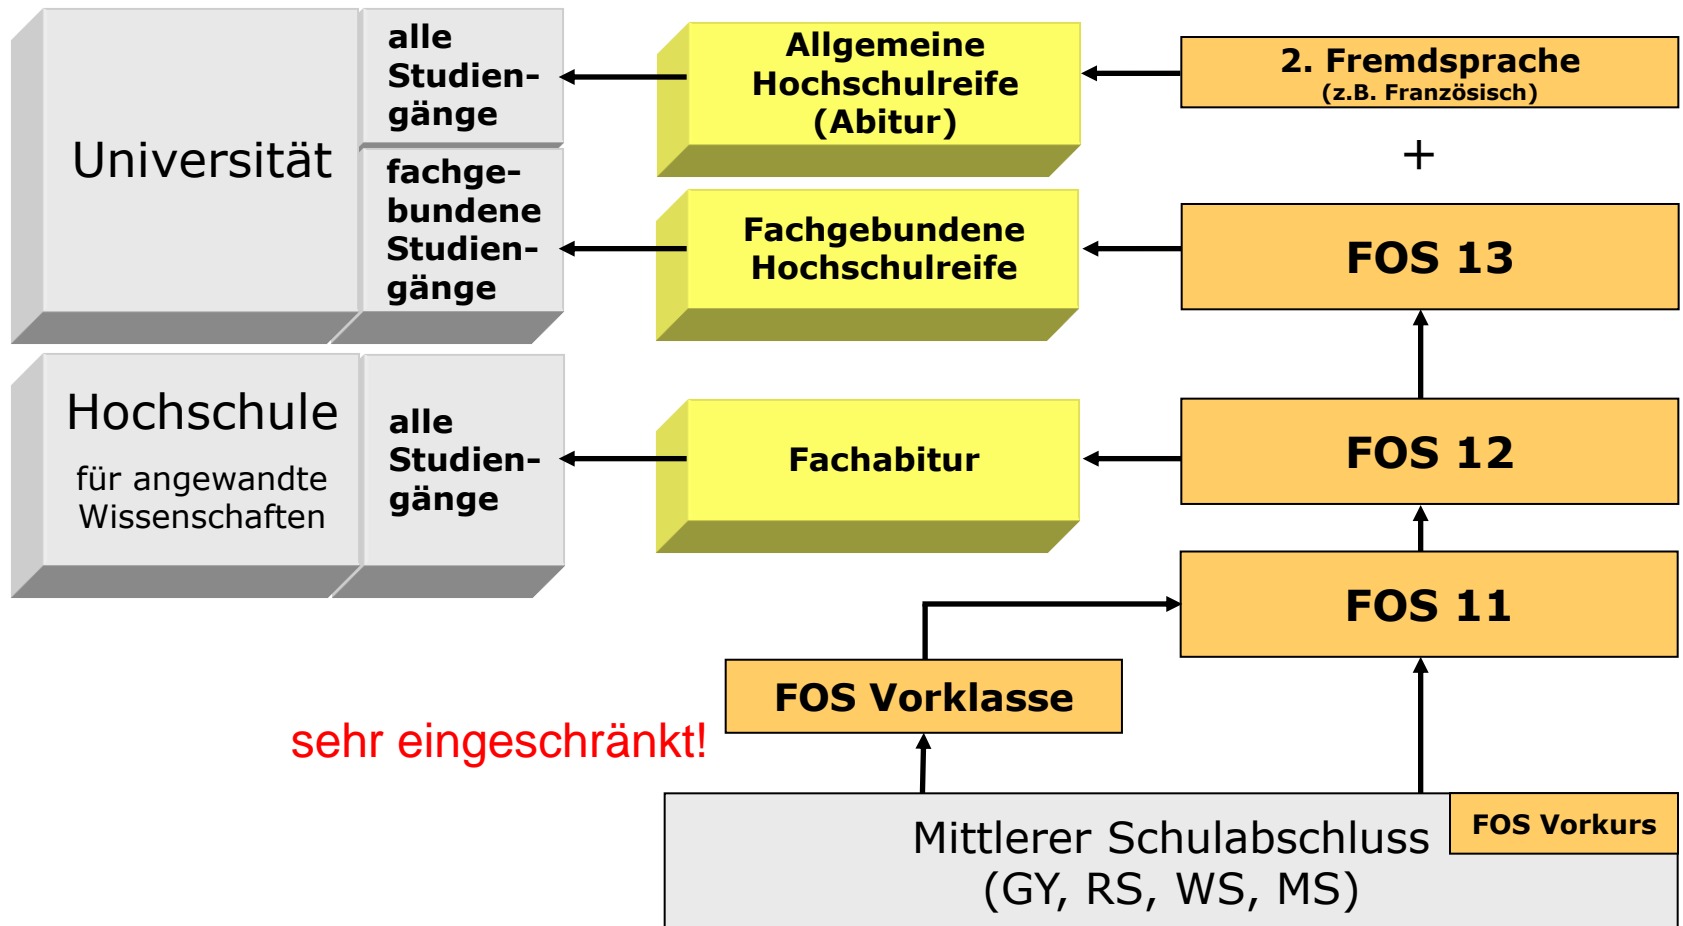 Universität
alle
Studien-
gänge
fachge-
bundene
Studien-
gänge
Allgemeine
Hochschulreife
(Abitur)
2. Fremdsprache
(z.B. Französisch)
+
Fachgebundene
Hochschulreife
FOS 13
Hochschule
für angewandte
Wissenschaften
alle
Studien-
gänge
Fachabitur
FOS 12
FOS 11
FOS Vorklasse
sehr eingeschränkt!
Mittlerer Schulabschluss
(GY, RS, WS, MS)
FOS Vorkurs